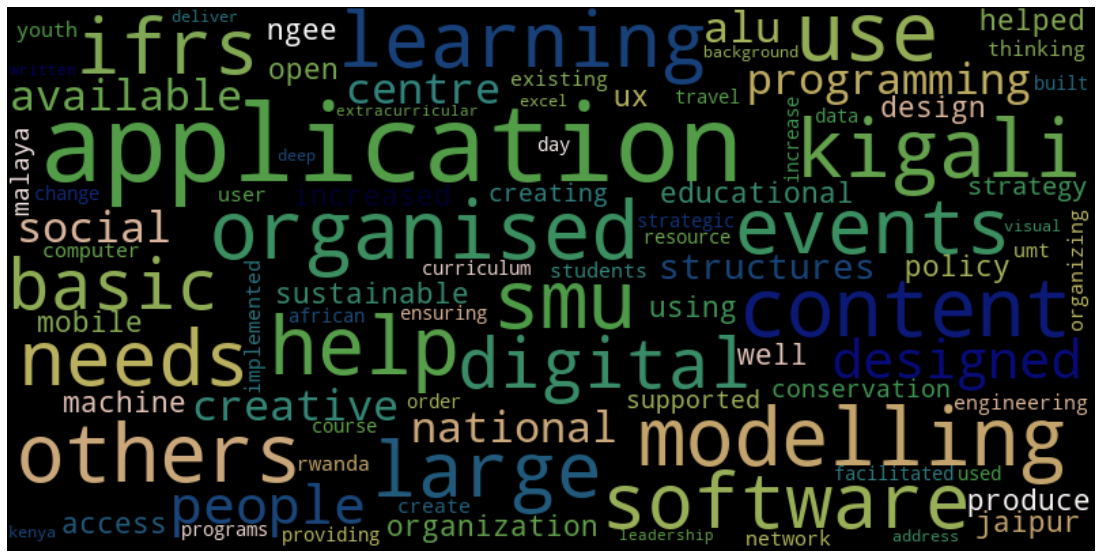 youth
deliver
ifrs
ngee
learning
alu
use
helped
written
background
thinking
open
available
centre
existing
ux
travel
programming
built
excel
extracurricular
design
data
increase
application
day
kigali
deep
malaya
change
user
increased
creating
educational
strategy
social
organised
strategic
events
visual
computer
resource
umt
organizing
basic
curriculum
students
structures
policy
implemented
sustainable
african
ensuring
smu
using
content
mobile
needs
help
digital
well
designed
machine
creative
order
supported
conservation
engineering
course
others
national
modelling
rwanda
large
facilitated
used
people
create
software
produce
kenya
access
programs
providing
organization
leadership
network
address
jaipur